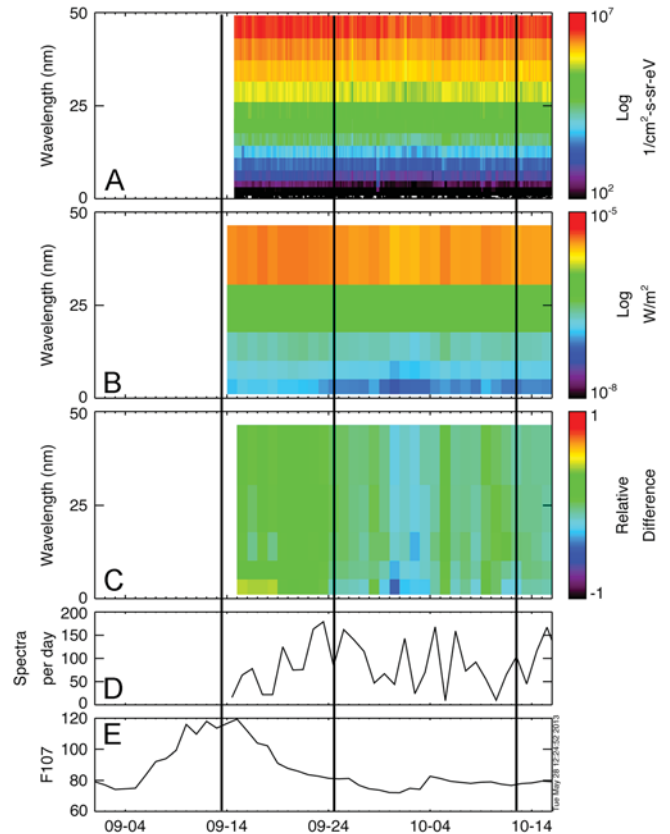 A
Wavelength (nm)
50
25
0
10^7
Log
1/cm²-s-sr-eV
10^2
B
Wavelength (nm)
50
25
0
10^-5
Log
W/m²
10^-8
C
Wavelength (nm)
50
25
0
1
Relative
Difference
-1
D
Spectra
per day
200
150
100
50
0
E
F107
120
100
80
60
09-04 09-14 09-24 10-04 10-14
Tue May 28 12:24:52 2013